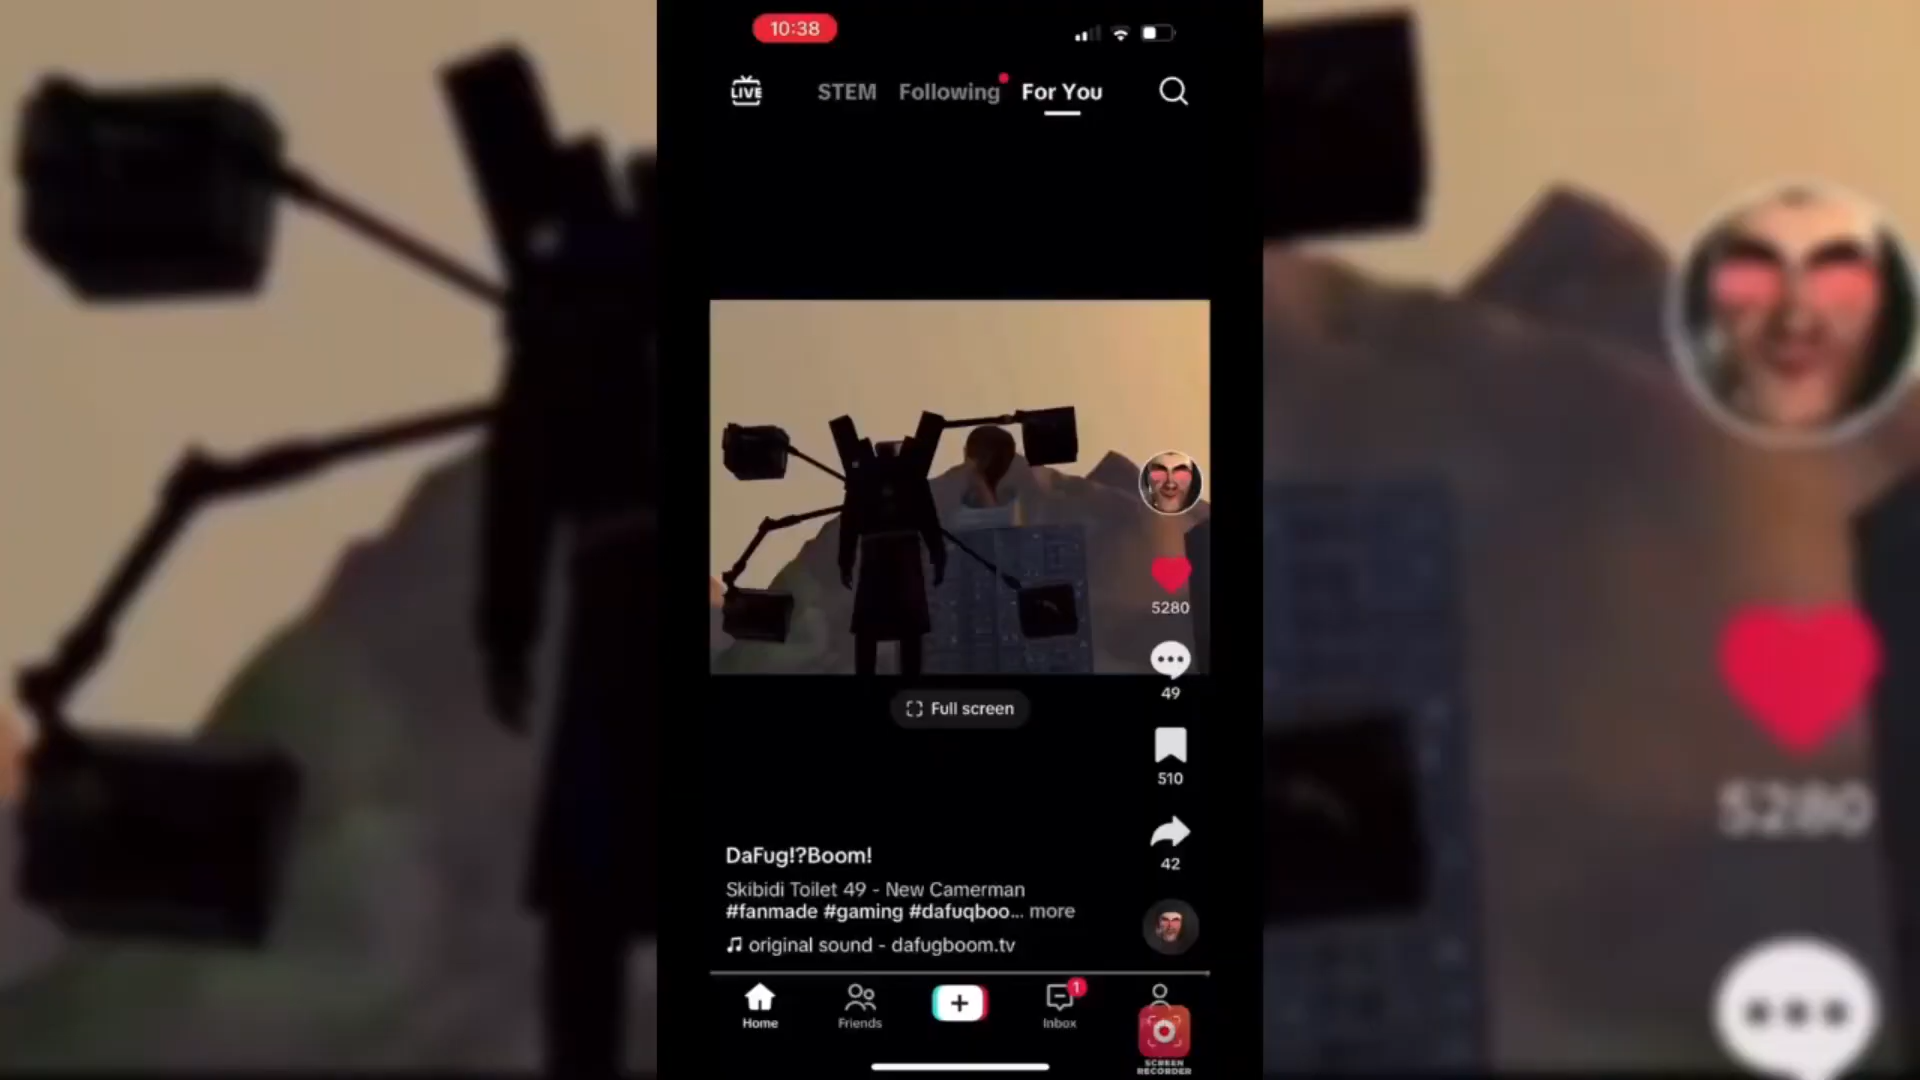 10:38
LIVE
STEM Following For You
5280
49
Full screen
510
42
DaFug!?Boom!
Skibidi Toilet 49 - New Camerman
#fanmade #gaming #dafuqboo... more
original sound - dafugboom.tv
Home
Friends
1
Inbox
SCREEN
RECORDER
5280